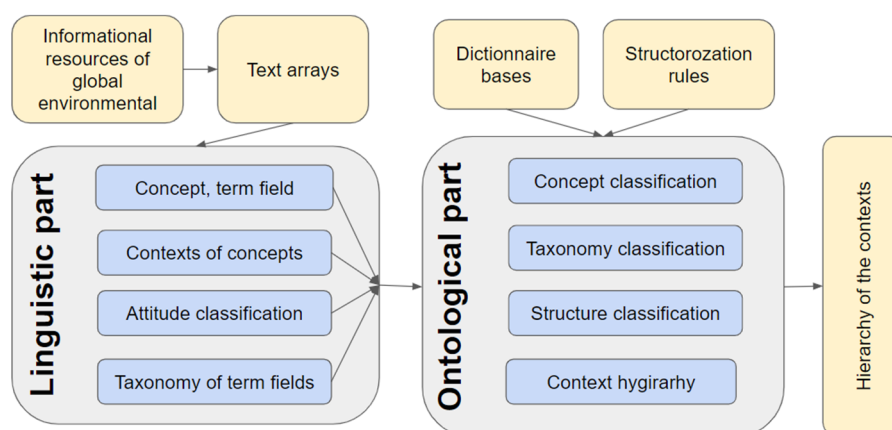 Informational
resources of
global
environmental
Text arrays
Dictionnaire
bases
Structorozation
rules
Linguistic part
Concept, term field
Contexts of concepts
Attitude classification
Taxonomy of term fields
Ontological part
Concept classification
Taxonomy classification
Structure classification
Context hygirarhy
Hierarchy of the contexts